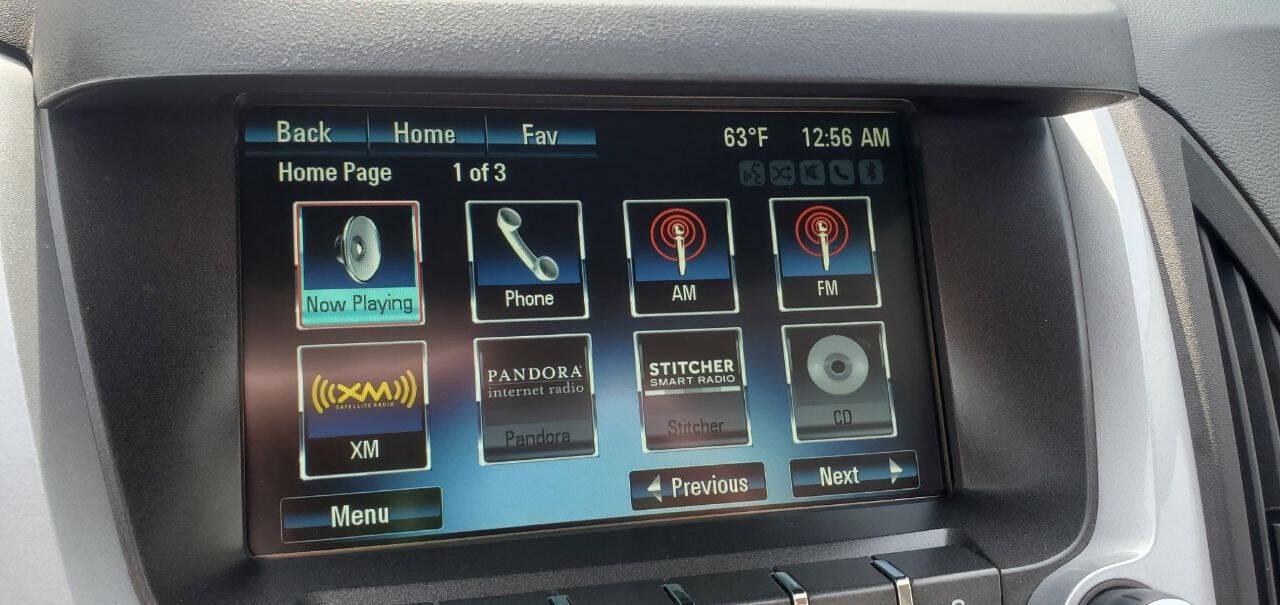 Back Home Fav 63°F 12:56 AM
Home Page 1 of 3
Now Playing Phone AM FM
XM SATELLITE RADIO PANDORA internet radio STITCHER SMART RADIO
XM Pandora Stitcher CD
Menu Previous Next